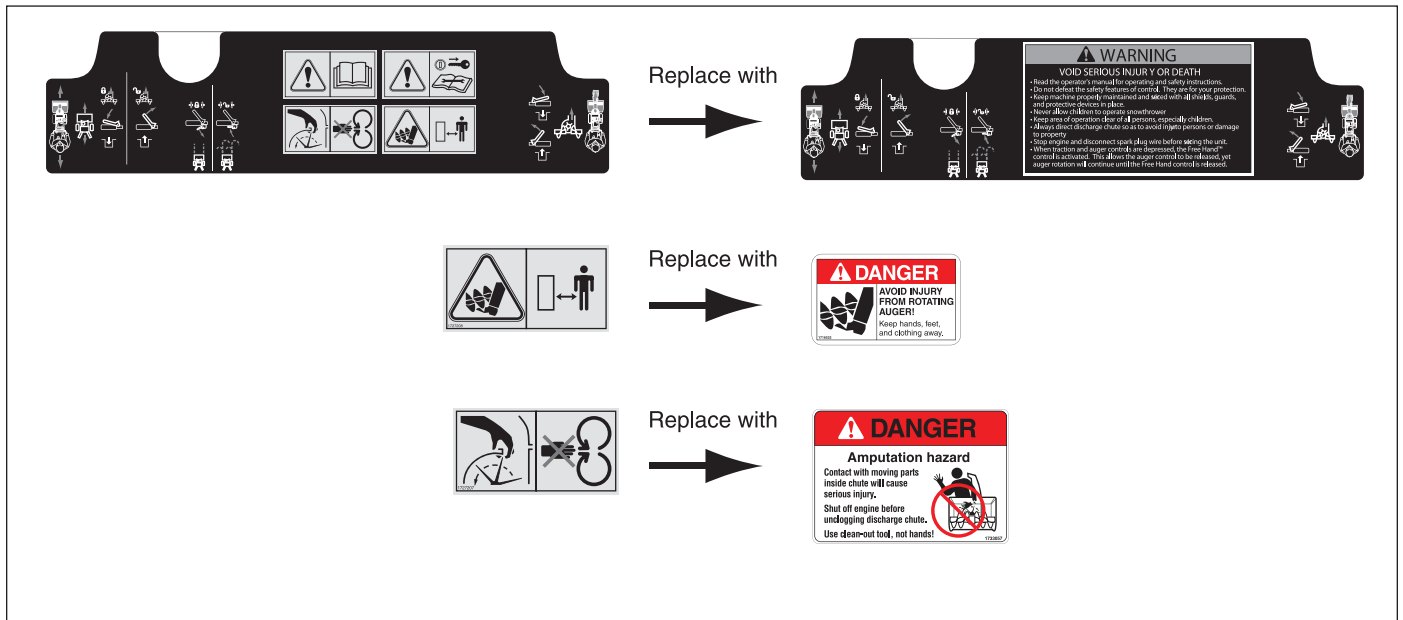 Replace with
WARNING
VOID SERIOUS INJUR Y OR DEATH
• Read the operator's manual for operating and safety instructions.
• Do not defeat the safety features of control. They are for your protection.
• Keep machine properly maintained and sviced with all shields, guards,
and protective devices in place.
• Never allow children to operate snowthrower
• Keep area of operation clear of all persons, especially children.
• Always direct discharge chute so as to avoid injuto persons or damage
to property
• Stop engine and disconnect spark plug wire before the unit.
• When traction and auger controls are depressed, the Free Hand™
control is activated. This allows the auger control to be released, yet
auger rotation will continue until the Free Hand control is released.
Replace with
DANGER
AVOID INJURY
FROM ROTATING
AUGER!
Keep hands, feet,
and clothing away.
Replace with
1727207
DANGER
Amputation hazard
Contact with moving parts
inside chute will cause
serious injury.
Shut off engine before
unclogging discharge chute.
Use clean-out tool, not hands!
1723057